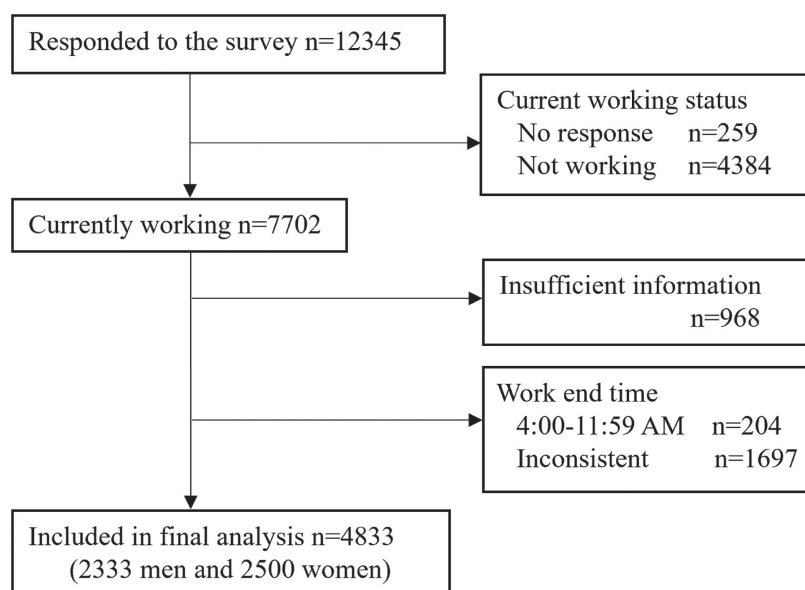 Responded to the survey n=12345
Current working status
No response n=259
Not working n=4384
Currently working n=7702
Insufficient information
n=968
Work end time
4:00-11:59 AM n=204
Inconsistent n=1697
Included in final analysis n=4833
(2333 men and 2500 women)